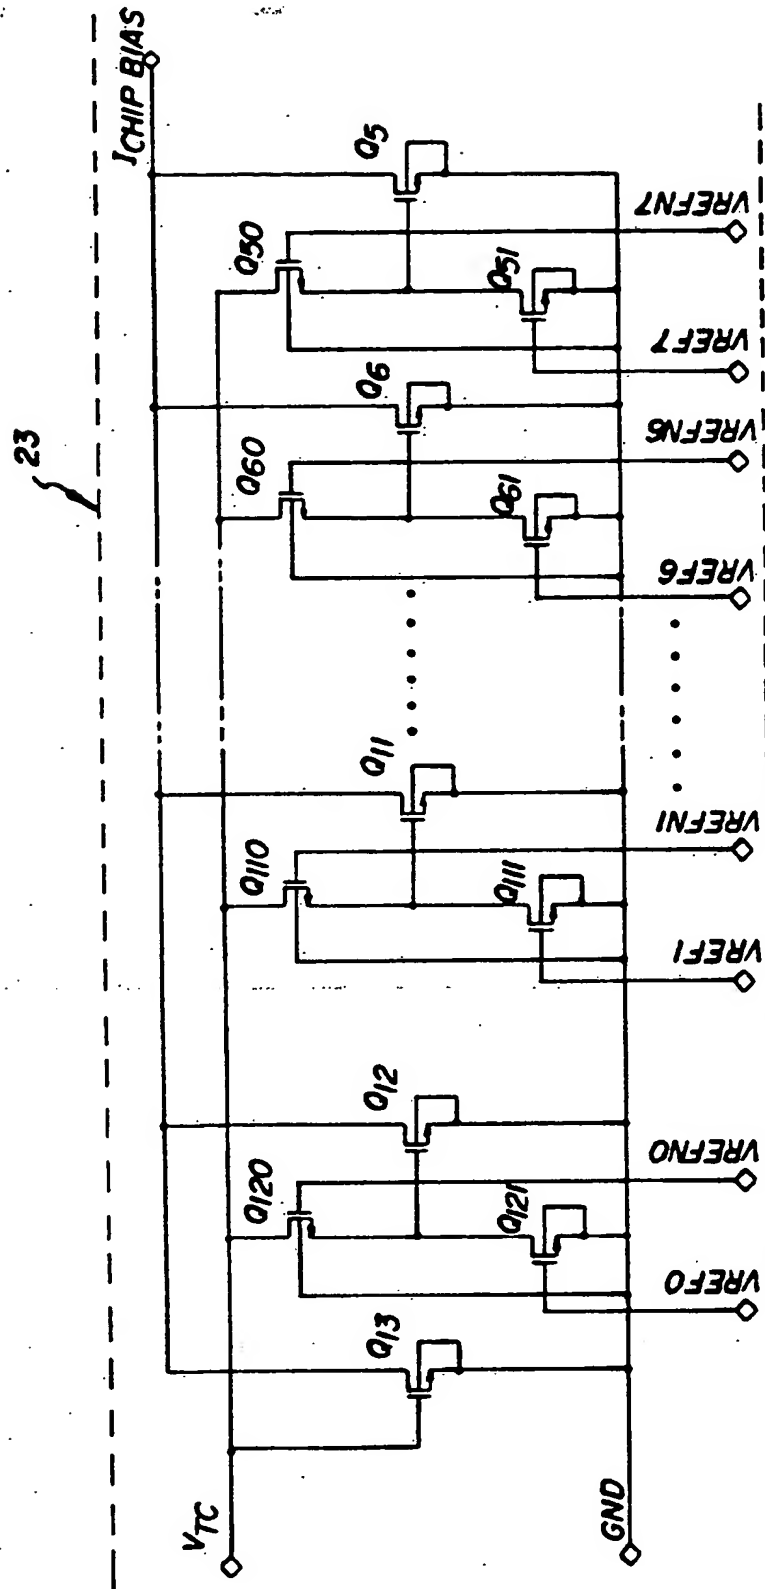 23
I CHIP BIAS
VTC
GND
Q13
Q120
Q12
Q121
Q110
Q11
Q111
Q60
Q6
Q61
Q50
Q5
Q51
VREF0
VREFN0
VREF1
VREFN1
VREF6
VREFN6
VREF7
VREFN7